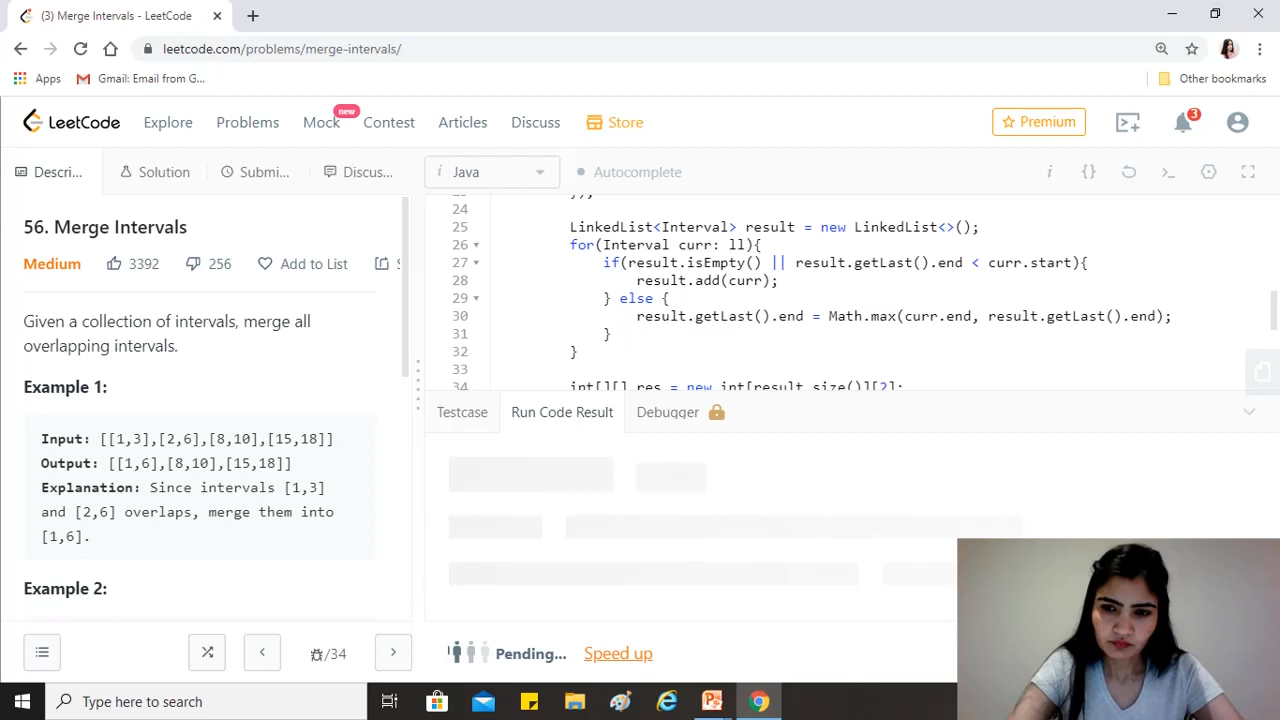 (3) Merge Intervals - LeetCode
leetcode.com/problems/merge-intervals/
Apps Gmail: Email from G... Other bookmarks
LeetCode Explore Problems Mock new Contest Articles Discuss Store Premium 3
Descri... Solution Submi... Discus... i Java Autocomplete i {}
56. Merge Intervals
Medium 3392 256 Add to List
Given a collection of intervals, merge all
overlapping intervals.
Example 1:
Input: [[1,3],[2,6],[8,10],[15,18]]
Output: [[1,6],[8,10],[15,18]]
Explanation: Since intervals [1,3]
and [2,6] overlaps, merge them into
[1,6].
Example 2:
/34
24
25 LinkedList<Interval> result = new LinkedList<>();
26 for(Interval curr: ll){
27 if(result.isEmpty() || result.getLast().end < curr.start){
28 result.add(curr);
29 } else {
30 result.getLast().end = Math.max(curr.end, result.getLast().end);
31 }
32 }
33
34 int[][] res = new int[result.size()][2];
Testcase Run Code Result Debugger
Pending... Speed up
Type here to search